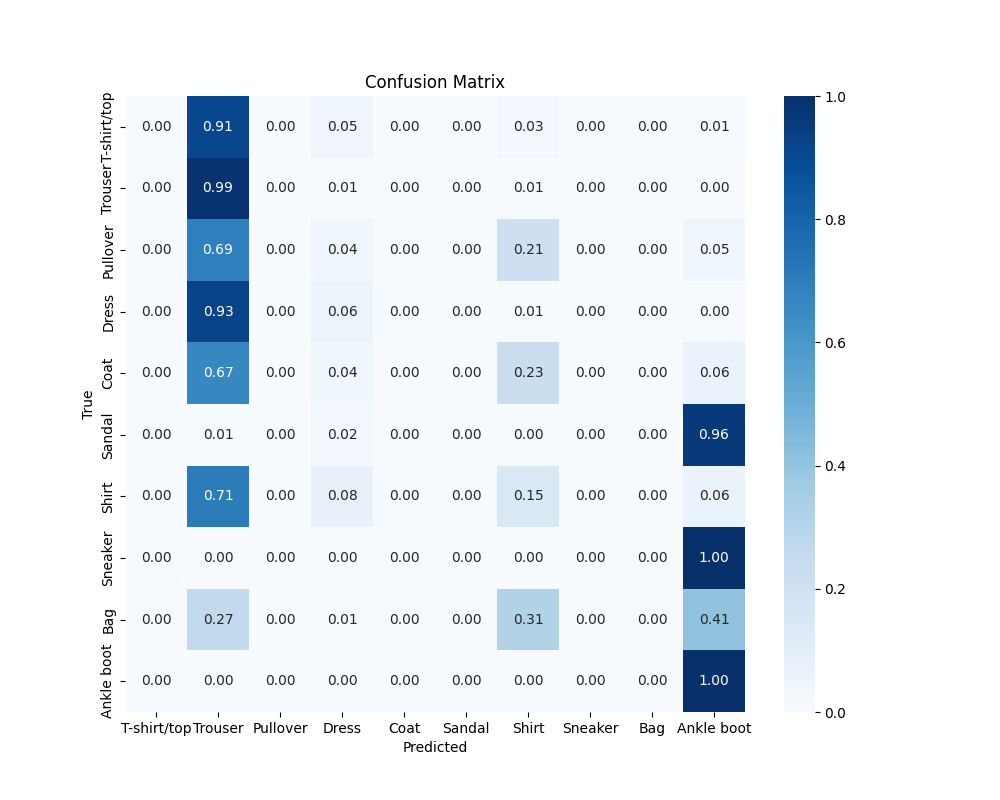 Confusion Matrix
T-shirt/top 0.00 0.91 0.00 0.05 0.00 0.00 0.03 0.00 0.00 0.01
Trouser 0.00 0.99 0.00 0.01 0.00 0.00 0.01 0.00 0.00 0.00
Pullover 0.00 0.69 0.00 0.04 0.00 0.00 0.21 0.00 0.00 0.05
Dress 0.00 0.93 0.00 0.06 0.00 0.00 0.01 0.00 0.00 0.00
Coat 0.00 0.67 0.00 0.04 0.00 0.00 0.23 0.00 0.00 0.06
Sandal 0.00 0.01 0.00 0.02 0.00 0.00 0.00 0.00 0.00 0.96
Shirt 0.00 0.71 0.00 0.08 0.00 0.00 0.15 0.00 0.00 0.06
Sneaker 0.00 0.00 0.00 0.00 0.00 0.00 0.00 0.00 0.00 1.00
Bag 0.00 0.27 0.00 0.01 0.00 0.00 0.31 0.00 0.00 0.41
Ankle boot 0.00 0.00 0.00 0.00 0.00 0.00 0.00 0.00 0.00 1.00
True
T-shirt/top Trouser Pullover Dress Coat Sandal Shirt Sneaker Bag Ankle boot
Predicted
1.0
0.8
0.6
0.4
0.2
0.0